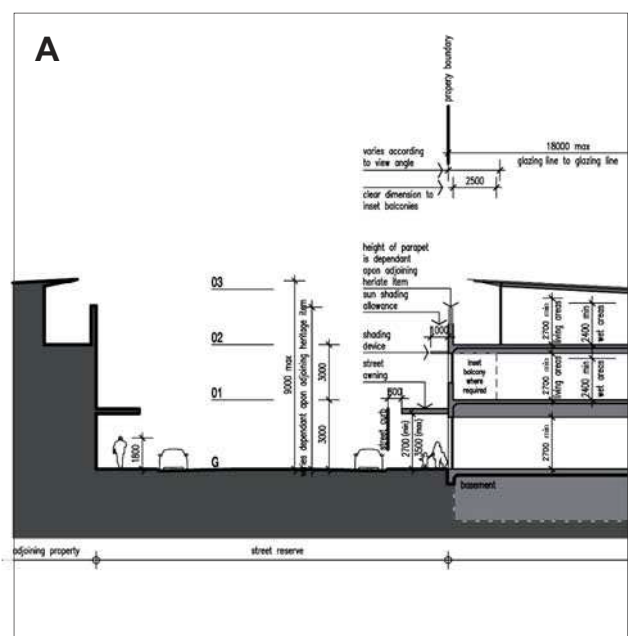 A
propery boundary
18000 max
glazing line to glazing line
varies according
to view angle
2500
clear dimension to
inset balconies
height of parapet
is dependant
apon adjoining
heriate item
sun shading
allowance
1000
shading
device
street
awning
600
street curb
2700 (min)
3500 (max)
03
02
01
G
9000 max
varies dependant apon adjoining heritage item
3000
3000
1800
inset
balcony
where
required
2700 min
living areas
2400 min
wet areas
2700 min
living areas
2400 min
wet areas
2700 min
basement
adjoining property
street reserve